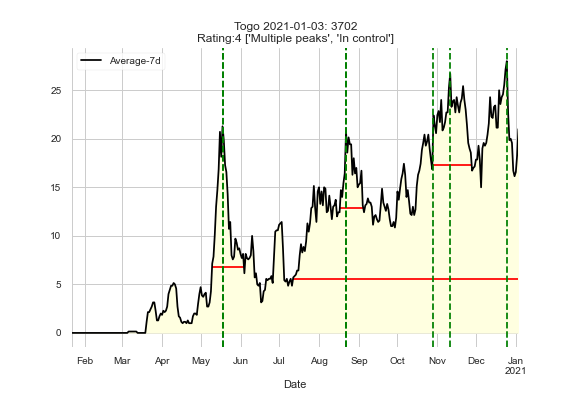 Togo 2021-01-03: 3702
Rating:4 ['Multiple peaks', 'In control']
Average-7d
25
20
15
10
5
0
Feb Mar Apr May Jun Jul Aug Sep Oct Nov Dec Jan
2021
Date